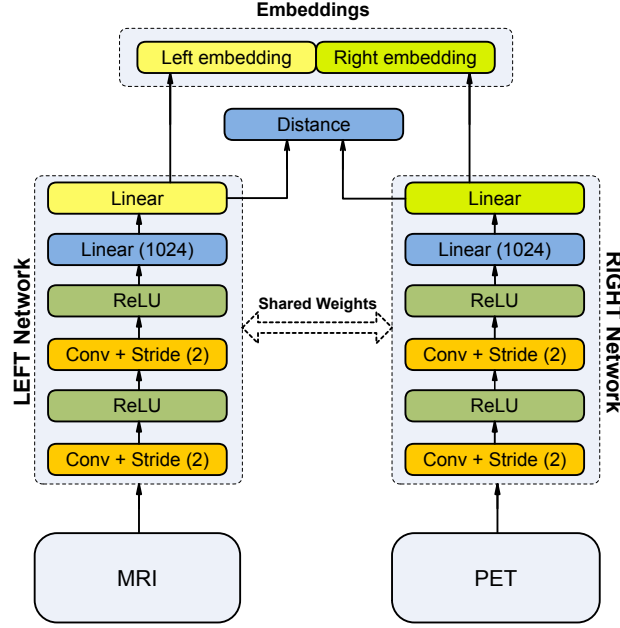 Embeddings
Left embedding
Right embedding
Distance
LEFT Network
Linear
Linear (1024)
ReLU
Conv + Stride (2)
ReLU
Conv + Stride (2)
MRI
Shared Weights
RIGHT Network
Linear
Linear (1024)
ReLU
Conv + Stride (2)
ReLU
Conv + Stride (2)
PET